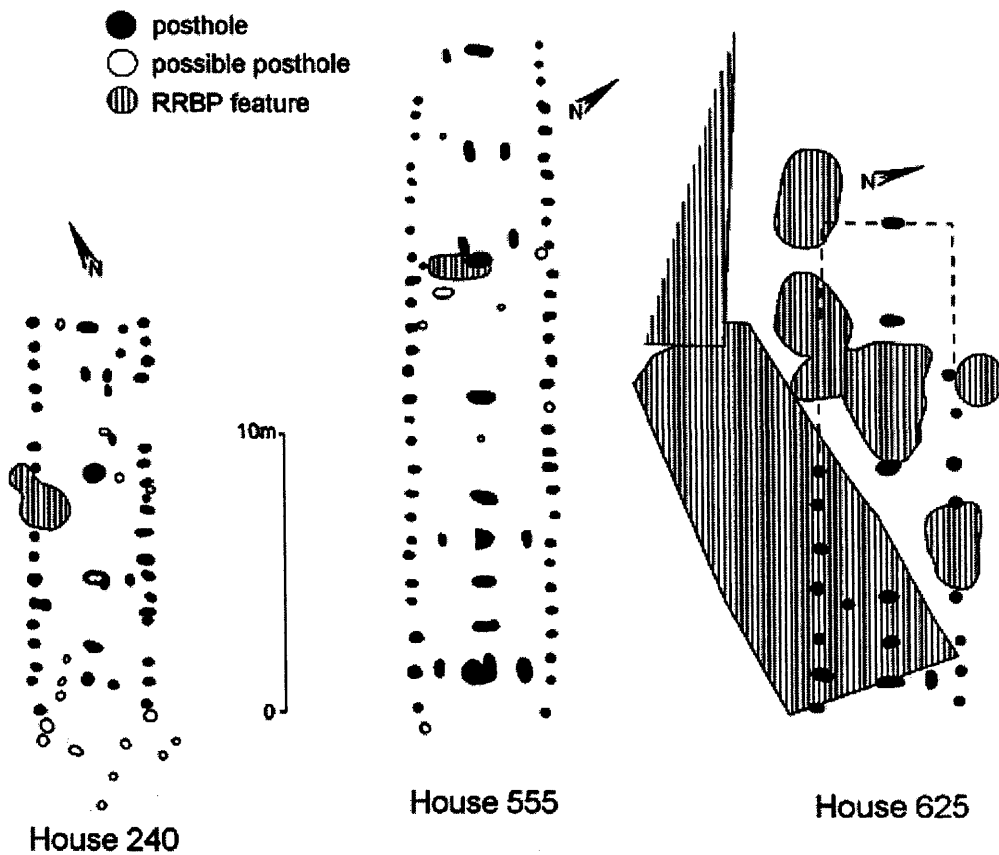 posthole
possible posthole
RRBP feature
N
N
N
10m
0
House 555
House 625
House 240